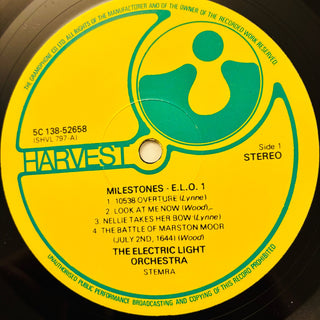 THE GRAMOPHONE CO LTD. ALL RIGHTS OF THE MANUFACTURER AND OF THE OWNER OF THE RECORDED WORK RESERVED
5C 138-52658
(SHVL 797-A)
HARVEST
Side 1
STEREO
MILESTONES - E.L.O. 1
1 10538 OVERTURE (Lynne)
2 LOOK AT ME NOW (Wood)
3 NELLIE TAKES HER BOW (Lynne)
4 THE BATTLE OF MARSTON MOOR
(JULY 2ND, 1644) (Wood)
THE ELECTRIC LIGHT
ORCHESTRA
STEMRA
UNAUTHORISED PUBLIC PERFORMANCE BROADCASTING AND COPYING OF THIS RECORD PROHIBITED